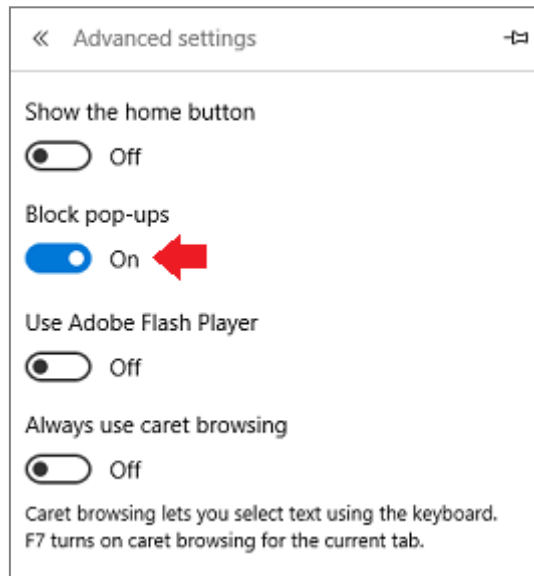 « Advanced settings
Show the home button
Off
Block pop-ups
On
Use Adobe Flash Player
Off
Always use caret browsing
Off
Caret browsing lets you select text using the keyboard.
F7 turns on caret browsing for the current tab.